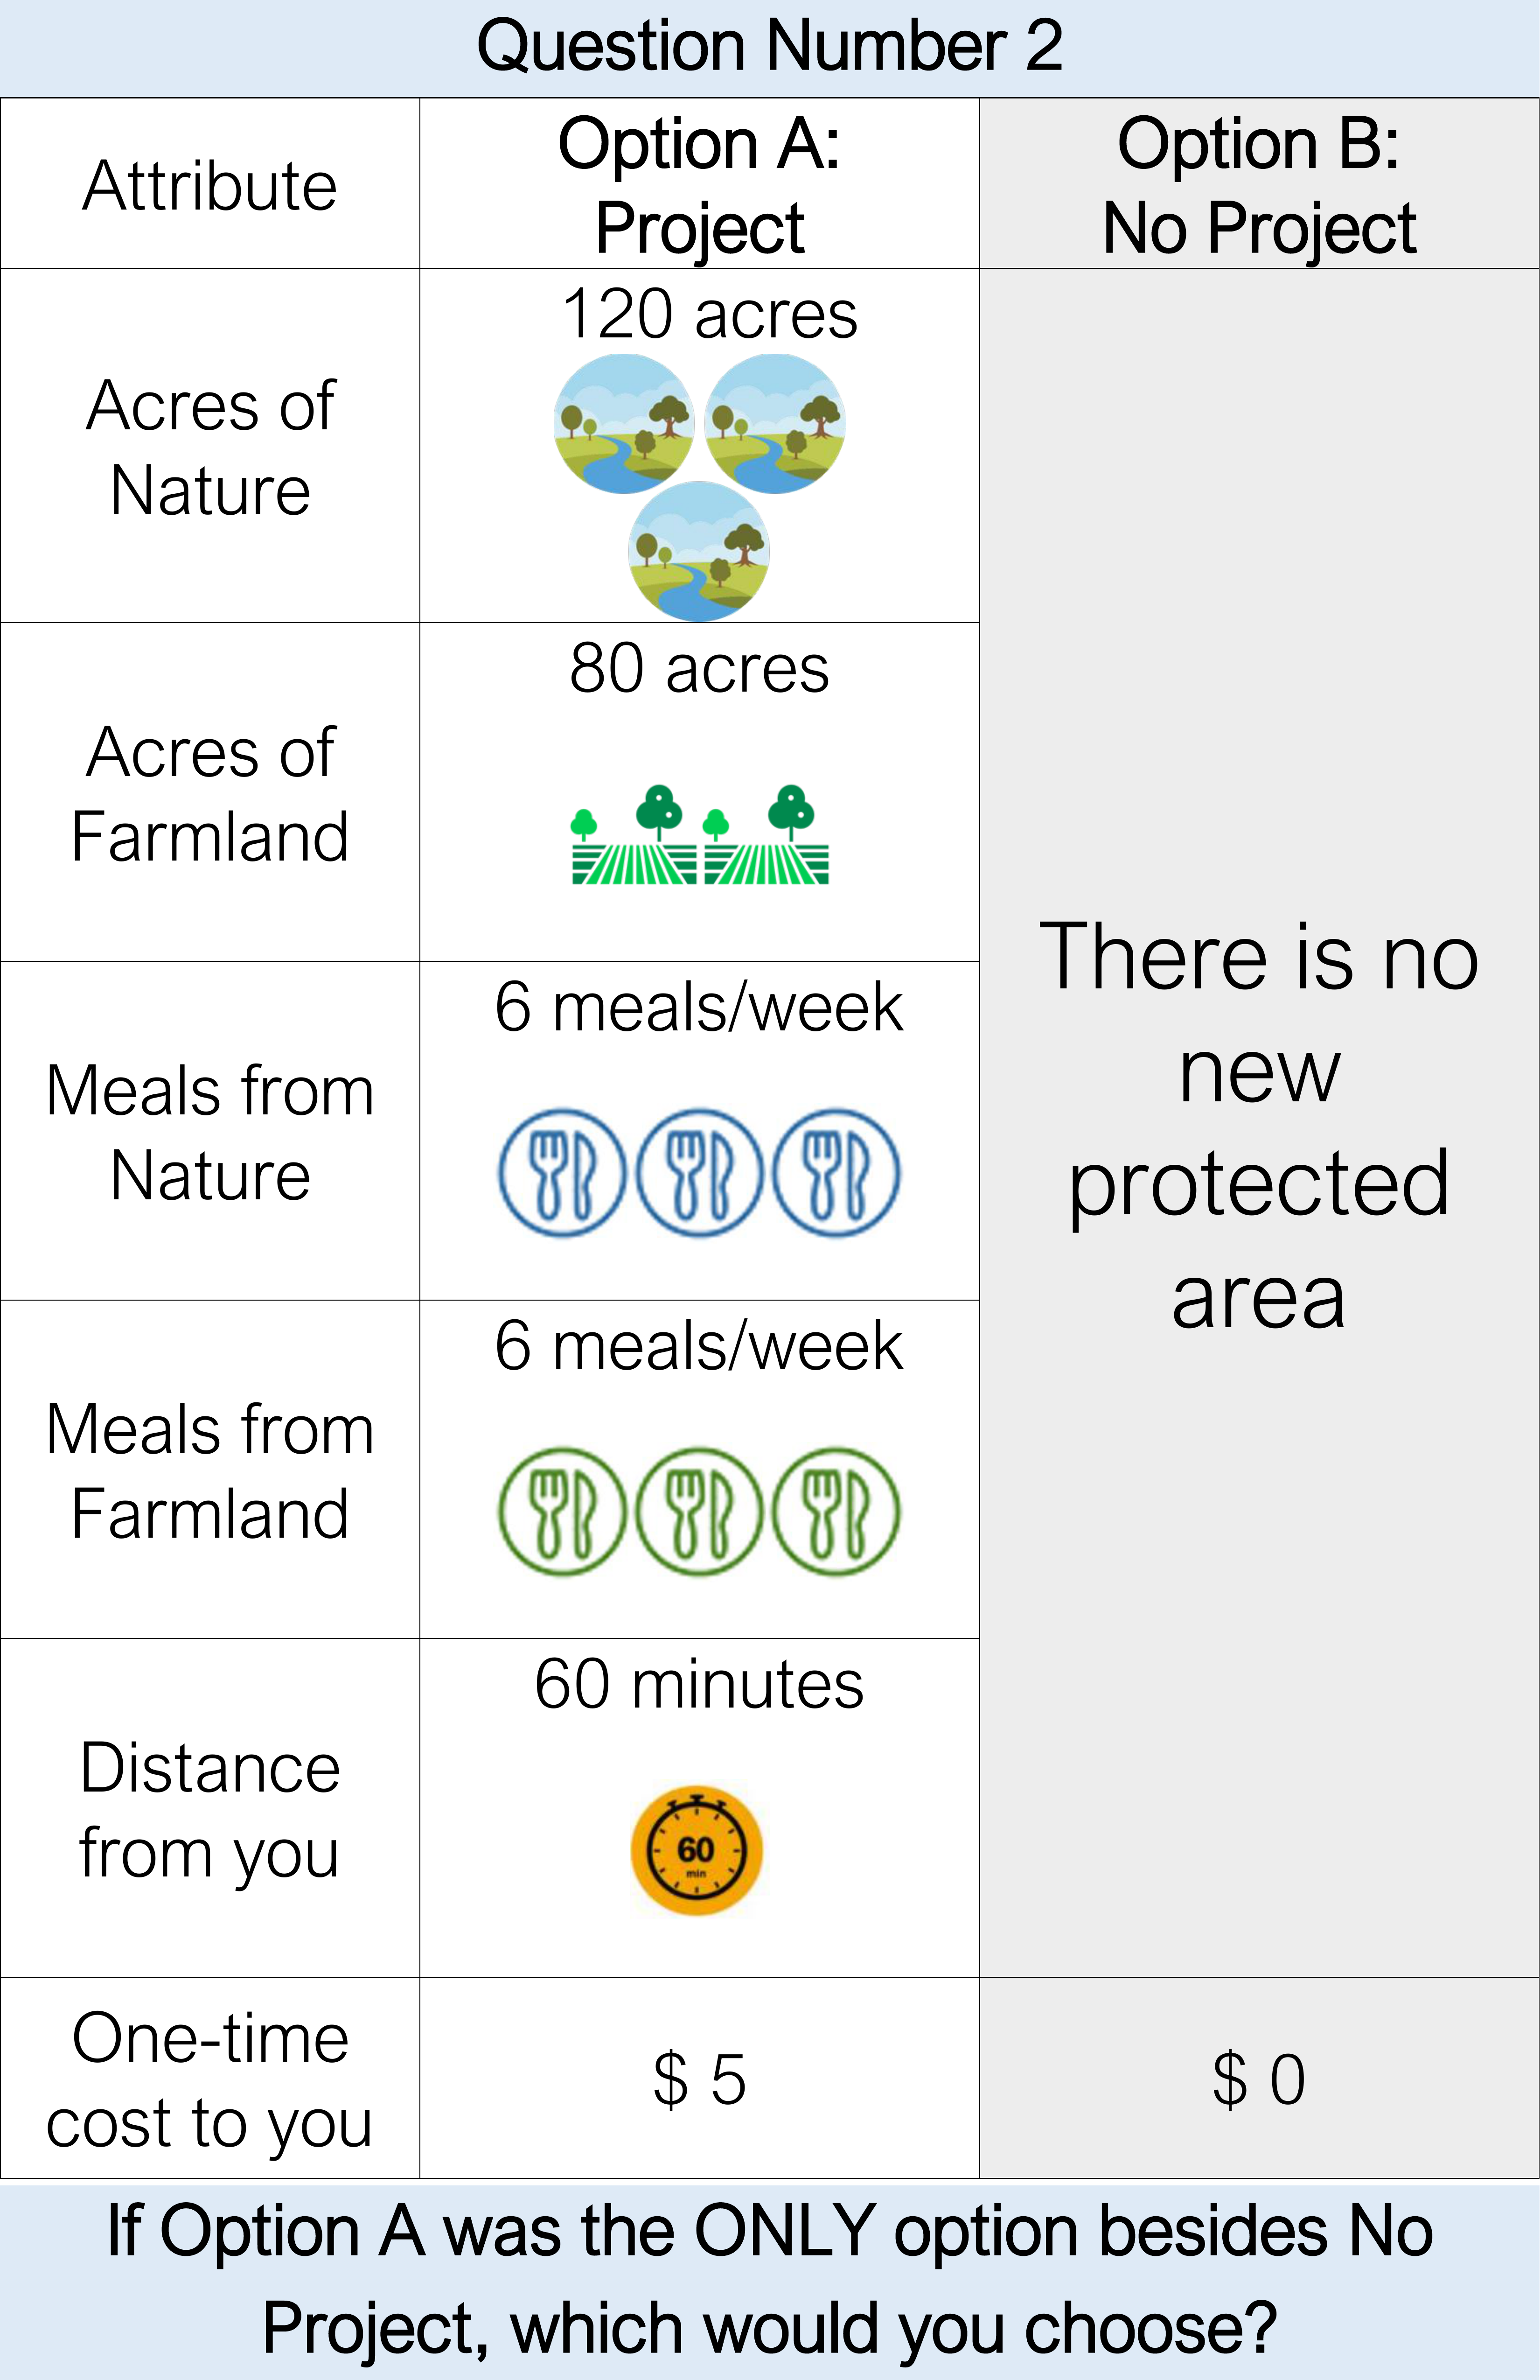 Question Number 2
Attribute
Option A:
Project
Option B:
No Project
Acres of
Nature
120 acres
Acres of
Farmland
80 acres
Meals from
Nature
6 meals/week
Meals from
Farmland
6 meals/week
Distance
from you
60 minutes
60
min
There is no
new
protected
area
One-time
cost to you
$ 5
$ 0
If Option A was the ONLY option besides No
Project, which would you choose?